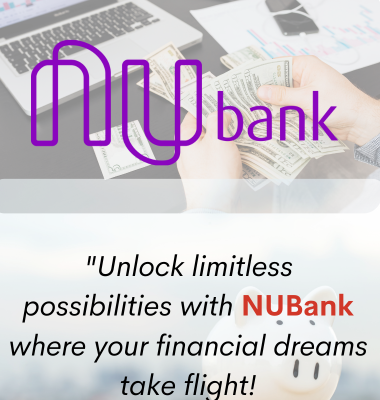 nu bank
"Unlock limitless
possibilities with NUBank
where your financial dreams
take flight!